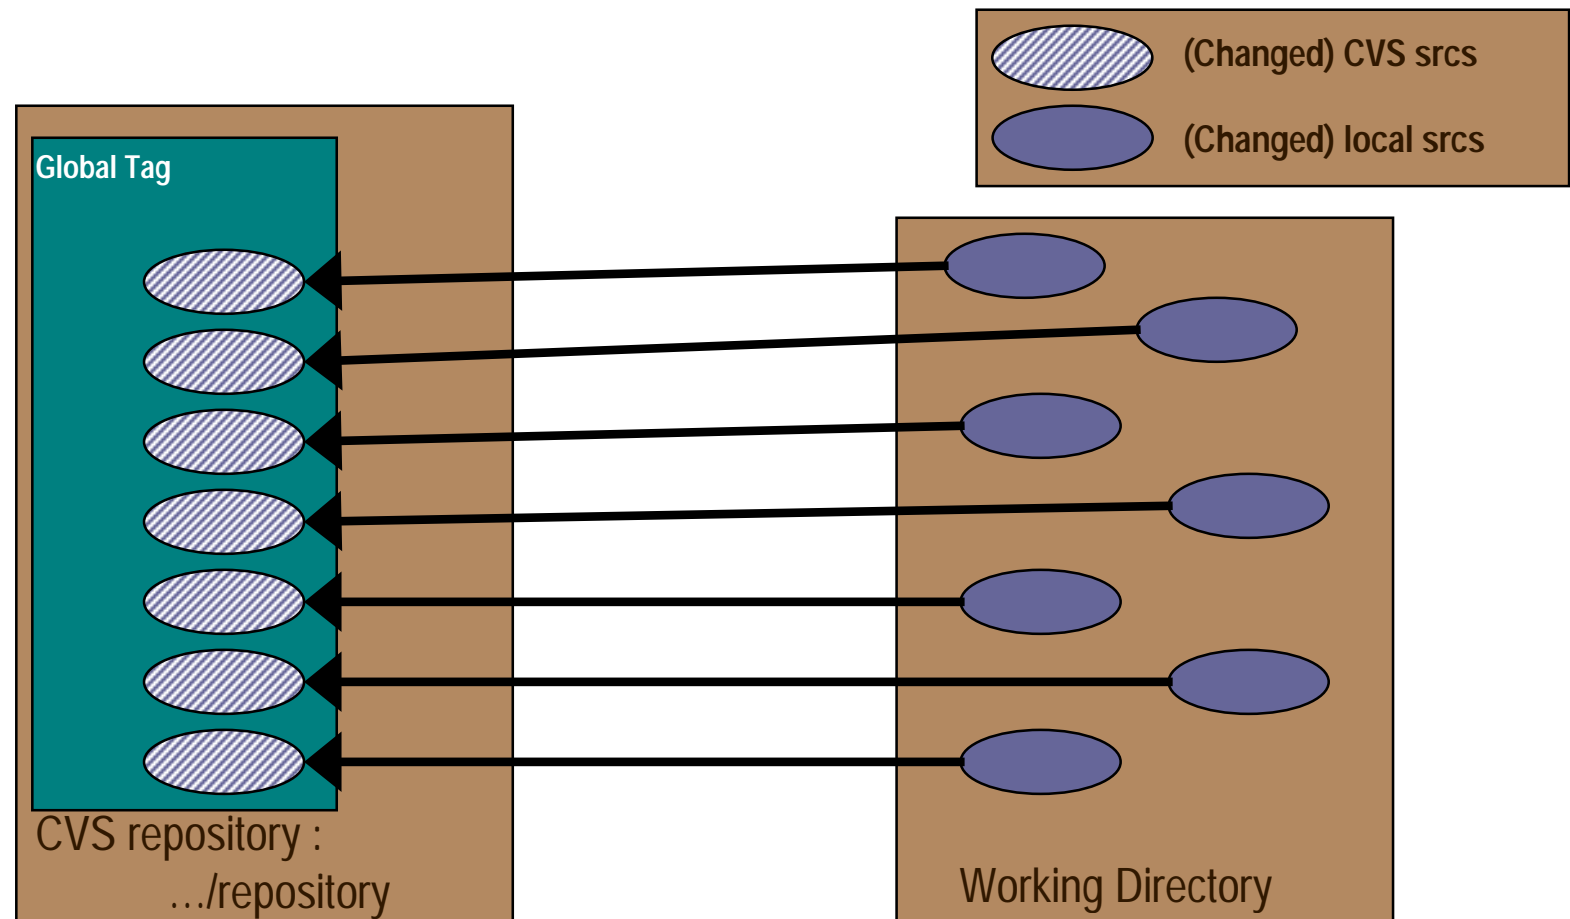 (Changed) CVS srcs
(Changed) local srcs
Global Tag
CVS repository :
…/repository
Working Directory